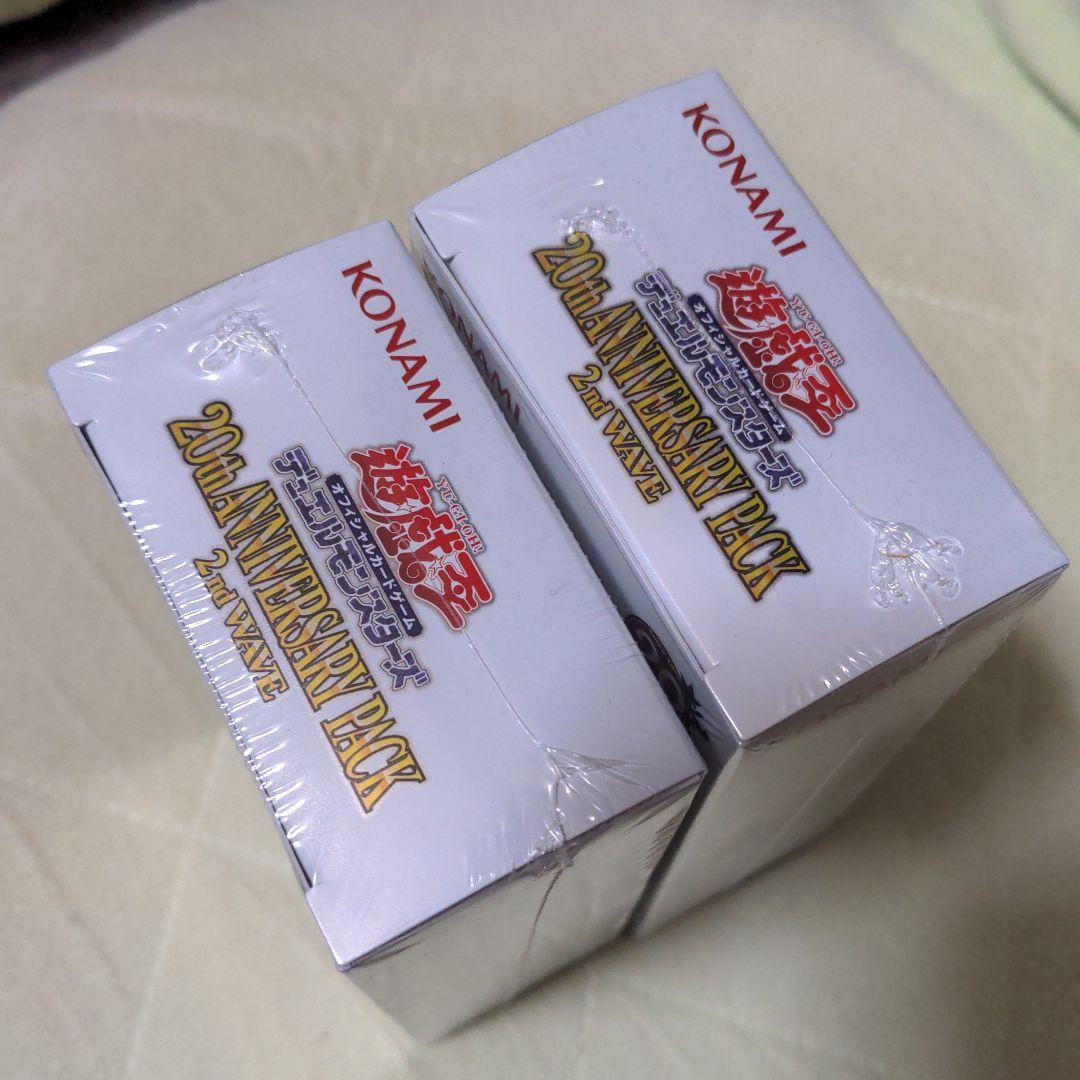 KONAMI
YU-GI-OH!
遊戯王
オフィシャルカードゲーム
デュエルモンスターズ
20th ANNIVERSARY PACK
2nd WAVE
KONAMI
KONAMI
YU-GI-OH!
遊戯王
オフィシャルカードゲーム
デュエルモンスターズ
20th ANNIVERSARY PACK
2nd WAVE